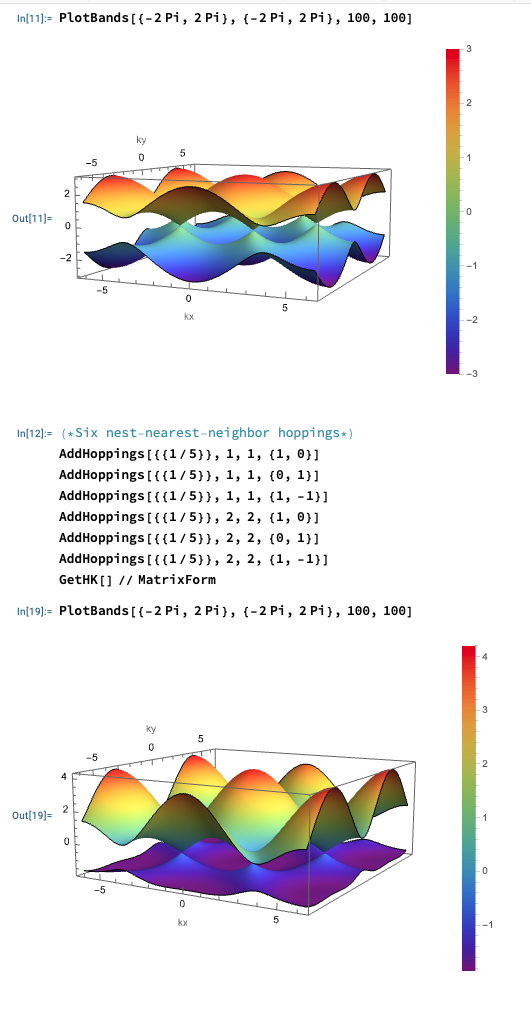 In[11]:= PlotBands[{-2 Pi, 2 Pi}, {-2 Pi, 2 Pi}, 100, 100]
3
2
1
0
-1
-2
-3
ky
-5
0
5
2
0
-2
Out[11]=
-5
0
5
kx
In[12]:= (*Six nest-nearest-neighbor hoppings*)
AddHoppings[{{1/5}}, 1, 1, {1, 0}]
AddHoppings[{{1/5}}, 1, 1, {0, 1}]
AddHoppings[{{1/5}}, 1, 1, {1, -1}]
AddHoppings[{{1/5}}, 2, 2, {1, 0}]
AddHoppings[{{1/5}}, 2, 2, {0, 1}]
AddHoppings[{{1/5}}, 2, 2, {1, -1}]
GetHK[] // MatrixForm
In[19]:= PlotBands[{-2 Pi, 2 Pi}, {-2 Pi, 2 Pi}, 100, 100]
4
3
2
1
0
-1
ky
-5
0
5
4
2
0
Out[19]=
-5
0
5
kx